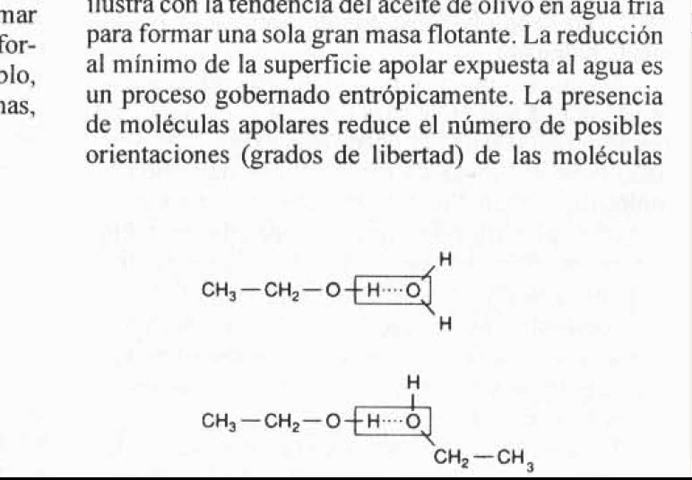 mar
for-
plo,
nas,
ilustra con la tendencia del aceite de olivo en agua fría
para formar una sola gran masa flotante. La reducción
al mínimo de la superficie apolar expuesta al agua es
un proceso gobernado entrópicamente. La presencia
de moléculas apolares reduce el número de posibles
orientaciones (grados de libertad) de las moléculas
H
CH₃—CH₂—O—H····O
H
H
CH₃—CH₂—O—H····O
CH₂—CH₃